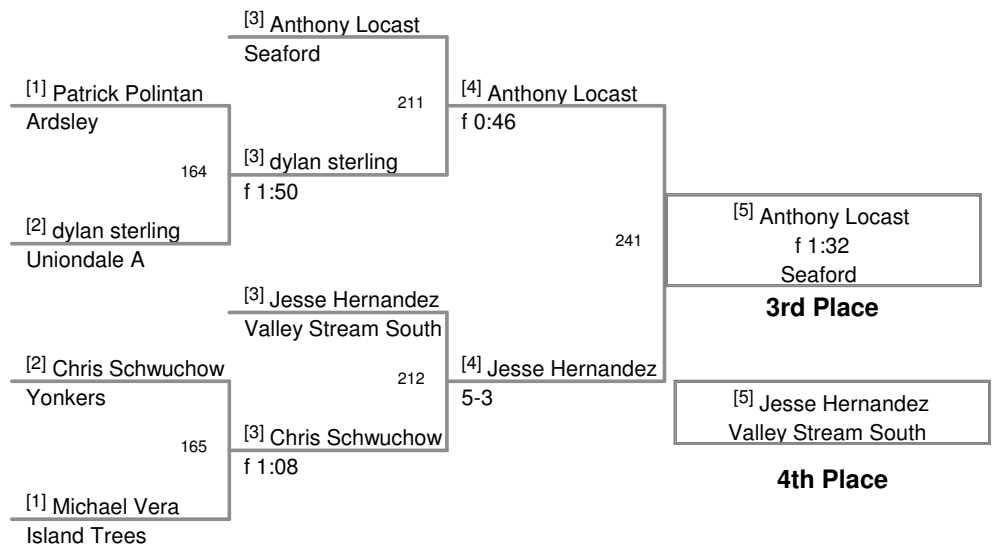 [3] Anthony Locast
Seaford
[1] Patrick Polintan
Ardsley
211
[4] Anthony Locast
f 0:46
164
[3] dylan sterling
f 1:50
[2] dylan sterling
Uniondale A
241
[5] Anthony Locast
f 1:32
Seaford
3rd Place
[3] Jesse Hernandez
Valley Stream South
[2] Chris Schwuchow
Yonkers
212
[4] Jesse Hernandez
5-3
[5] Jesse Hernandez
Valley Stream South
4th Place
165
[3] Chris Schwuchow
f 1:08
[1] Michael Vera
Island Trees